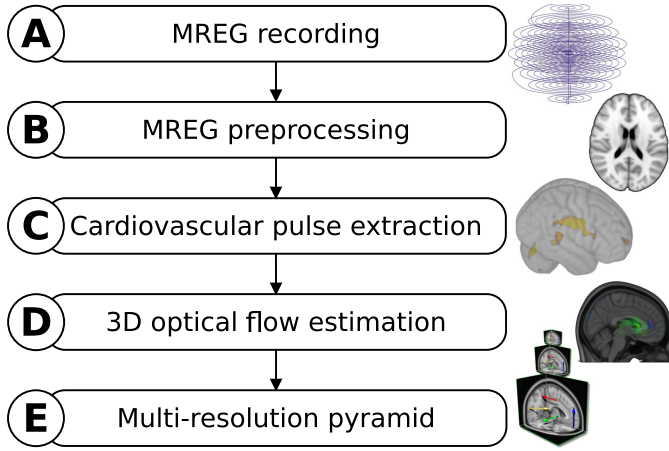 A MREG recording
B MREG preprocessing
C Cardiovascular pulse extraction
D 3D optical flow estimation
E Multi-resolution pyramid